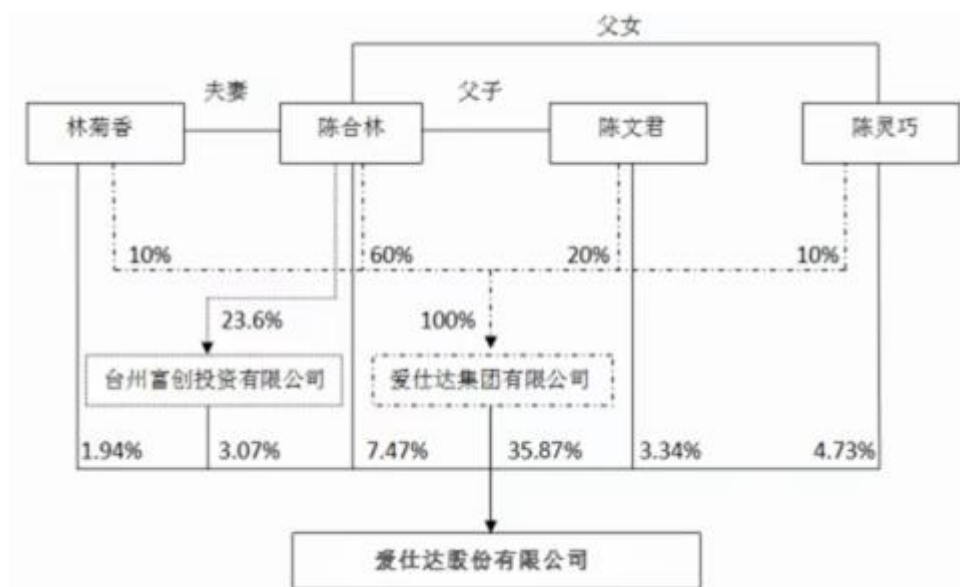 父女
夫妻
父子
林菊香
陈合林
陈文君
陈灵巧
10%
60%
20%
10%
23.6%
100%
台州富创投资有限公司
爱仕达集团有限公司
1.94%
3.07%
7.47%
35.87%
3.34%
4.73%
爱仕达股份有限公司